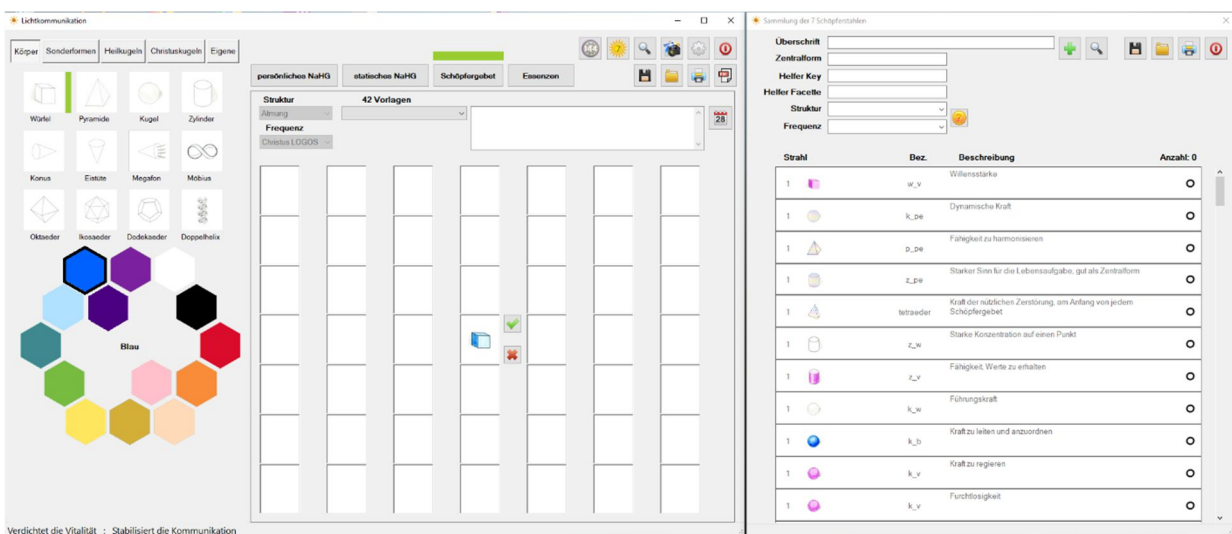 Lichtkommunikation
Körper Sonderformen Heilkugeln Christuskugeln Eigene
144
persönliches NaHG statisches NaHG Schöpfergebet Essenzen
Würfel Pyramide Kugel Zylinder
Konus Eistüte Megafon Möbius
Oktaeder Ikosaeder Dodekaeder Doppelhelix
Blau
Struktur 42 Vorlagen
Atmung
Frequenz
Christus LOGOS
28
Verdichtet die Vitalität : Stabilisiert die Kommunikation
Sammlung der 7 Schöpferstahlen
Überschrift
Zentralform
Helfer Key
Helfer Facette
Struktur
Frequenz
Strahl Bez. Beschreibung Anzahl: 0
1 w_v Willensstärke
1 k_pe Dynamische Kraft
1 p_pe Fähigkeit zu harmonisieren
1 z_pe Starker Sinn für die Lebensaufgabe, gut als Zentralform
1 tetraeder Kraft der nützlichen Zerstörung, am Anfang von jedem
Schöpfergebet
1 z_w Starke Konzentration auf einen Punkt
1 z_v Fähigkeit, Werte zu erhalten
1 k_w Führungskraft
1 k_b Kraft zu leiten und anzuordnen
1 k_v Kraft zu regieren
1 k_v Furchtlosigkeit